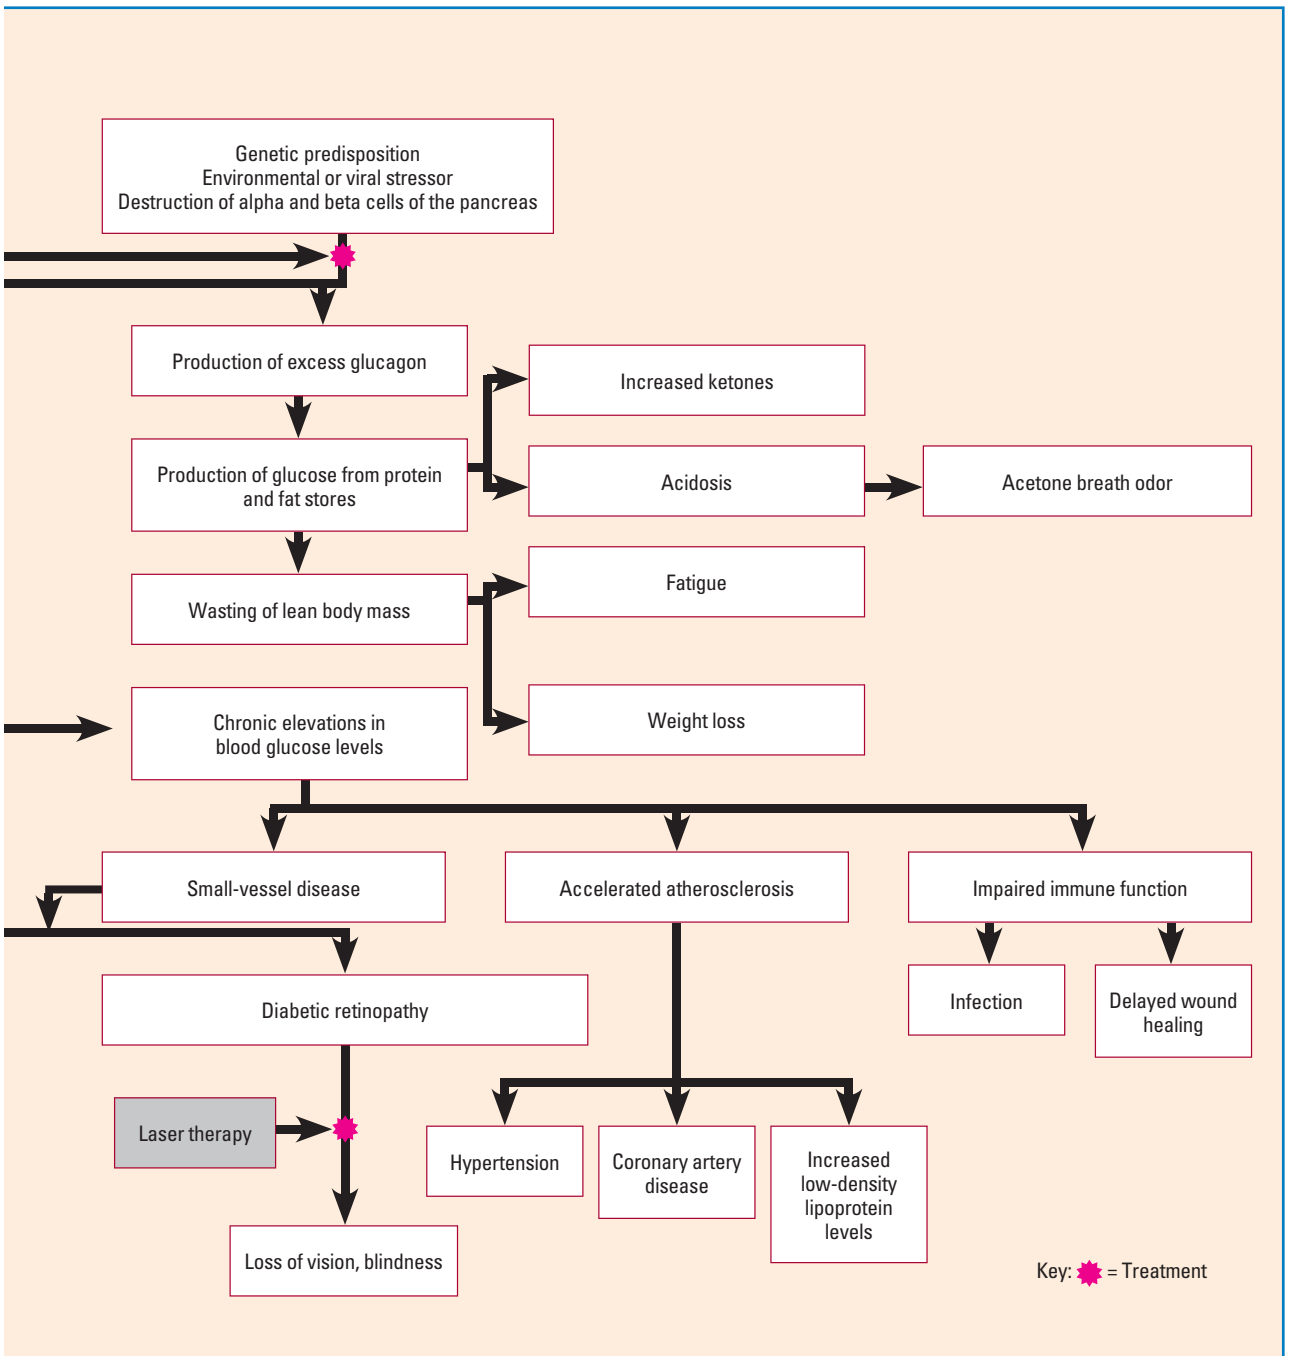 Genetic predisposition
Environmental or viral stressor
Destruction of alpha and beta cells of the pancreas
Production of excess glucagon
Increased ketones
Production of glucose from protein
and fat stores
Acidosis
Acetone breath odor
Wasting of lean body mass
Fatigue
Weight loss
Chronic elevations in
blood glucose levels
Small-vessel disease
Accelerated atherosclerosis
Impaired immune function
Infection
Delayed wound
healing
Diabetic retinopathy
Laser therapy
Hypertension
Coronary artery
disease
Increased
low-density
lipoprotein
levels
Loss of vision, blindness
Key: = Treatment